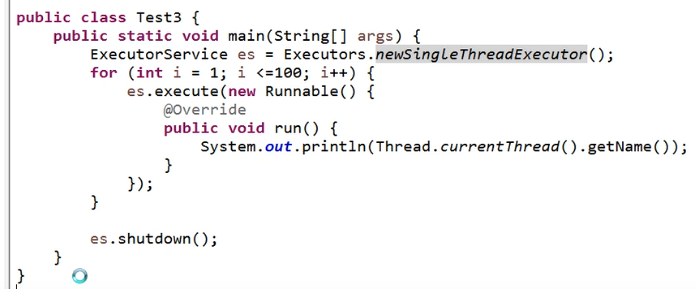 public class Test3 {
    public static void main(String[] args) {
        ExecutorService es = Executors.newSingleThreadExecutor();
        for (int i = 1; i <=100; i++) {
            es.execute(new Runnable() {
                @Override
                public void run() {
                    System.out.println(Thread.currentThread().getName());
                }
            });
        }

        es.shutdown();
    }
}